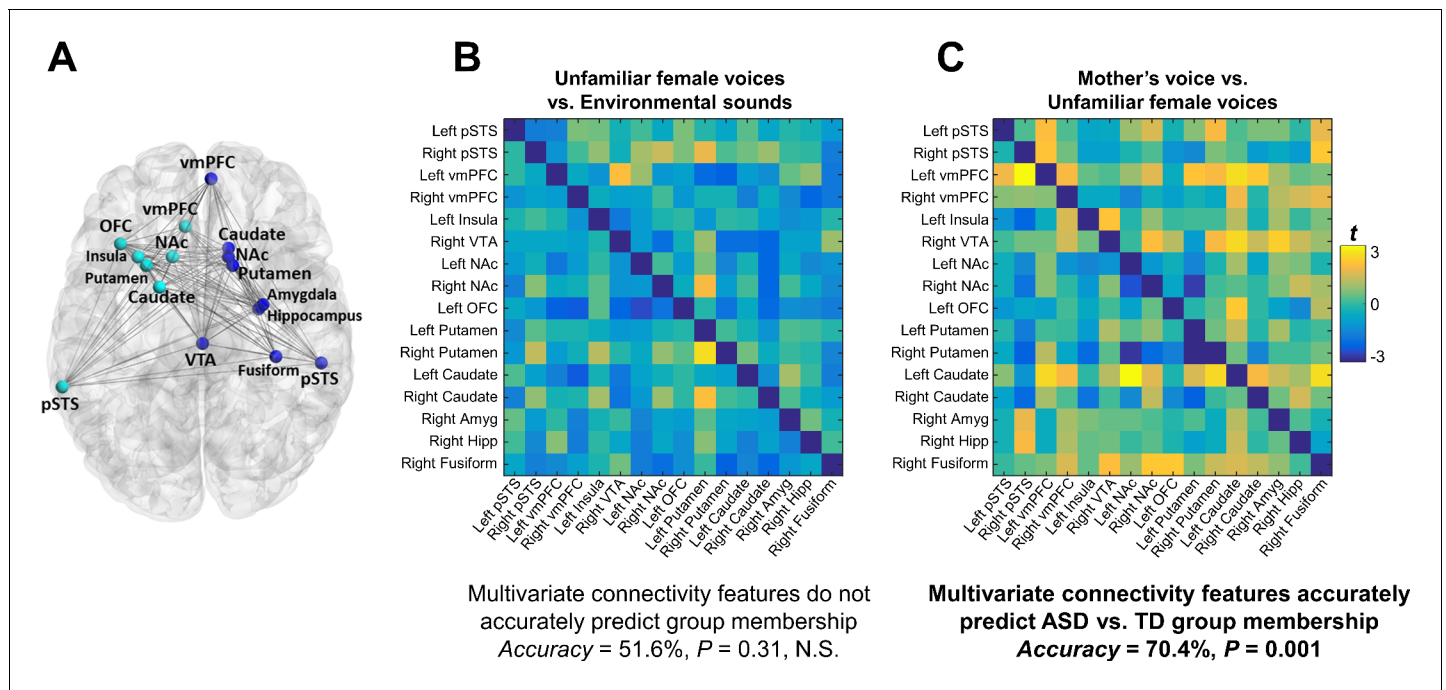 A
vmPFC
vmPFC
OFC
NAc
Insula
Putamen
Caudate
Caudate
NAc
Putamen
Amygdala
Hippocampus
VTA
Fusiform
pSTS
pSTS
B
Unfamiliar female voices
vs. Environmental sounds
Left pSTS
Right pSTS
Left vmPFC
Right vmPFC
Left Insula
Right VTA
Left NAc
Right NAc
Left OFC
Left Putamen
Right Putamen
Left Caudate
Right Caudate
Right Amyg
Right Hipp
Right Fusiform
Left pSTS
Right pSTS
Left vmPFC
Right vmPFC
Left Insula
Right VTA
Left NAc
Right NAc
Left OFC
Left Putamen
Right Putamen
Left Caudate
Right Caudate
Right Amyg
Right Hipp
Right Fusiform
Multivariate connectivity features do not
accurately predict group membership
Accuracy = 51.6%, P = 0.31, N.S.
C
Mother's voice vs.
Unfamiliar female voices
Left pSTS
Right pSTS
Left vmPFC
Right vmPFC
Left Insula
Right VTA
Left NAc
Right NAc
Left OFC
Left Putamen
Right Putamen
Left Caudate
Right Caudate
Right Amyg
Right Hipp
Right Fusiform
Left pSTS
Right pSTS
Left vmPFC
Right vmPFC
Left Insula
Right VTA
Left NAc
Right NAc
Left OFC
Left Putamen
Right Putamen
Left Caudate
Right Caudate
Right Amyg
Right Hipp
Right Fusiform
t
3
0
-3
Multivariate connectivity features accurately
predict ASD vs. TD group membership
Accuracy = 70.4%, P = 0.001